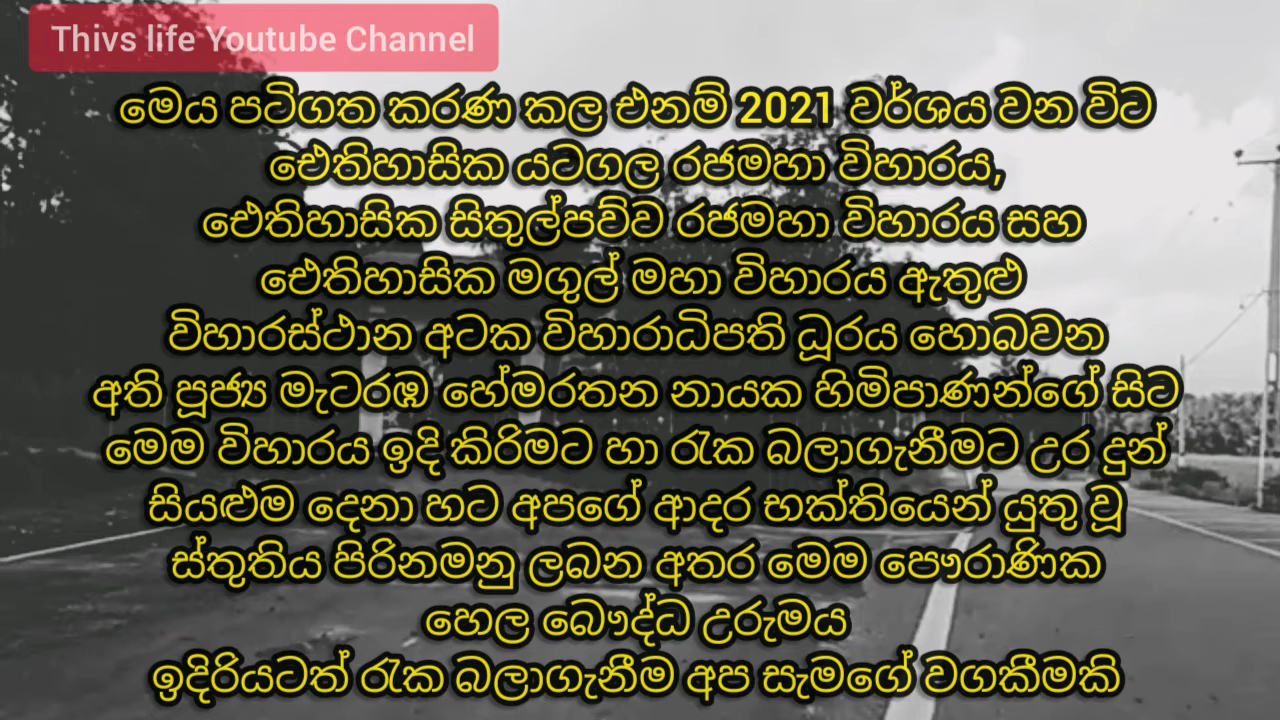 Thivs life Youtube Channel
මෙය පටිගත කරණ කල එනම් 2021 වර්ශය වන විට
ඓතිහාසික යටගල රජමහා විහාරය,
ඓතිහාසික සිතුල්පව්ව රජමහා විහාරය සහ
ඓතිහාසික මගුල් මහා විහාරය ඇතුළු
විහාරස්ථාන අටක විහාරාධිපති ධූරය හොබවන
අති පූජ්‍ය මැටරඹ හේමරතන නායක හිමිපාණන්ගේ සිට
මෙම විහාරය ඉදි කිරිමට හා රැක බලාගැනීමට උර දුන්
සියළුම දෙනා හට අපගේ ආදර භක්තියෙන් යුතු වූ
ස්තුතිය පිරිනමනු ලබන අතර මෙම පෞරාණික
හෙල බෞද්ධ උරුමය
ඉදිරියටත් රැක බලාගැනීම අප සැමගේ වගකීමකි